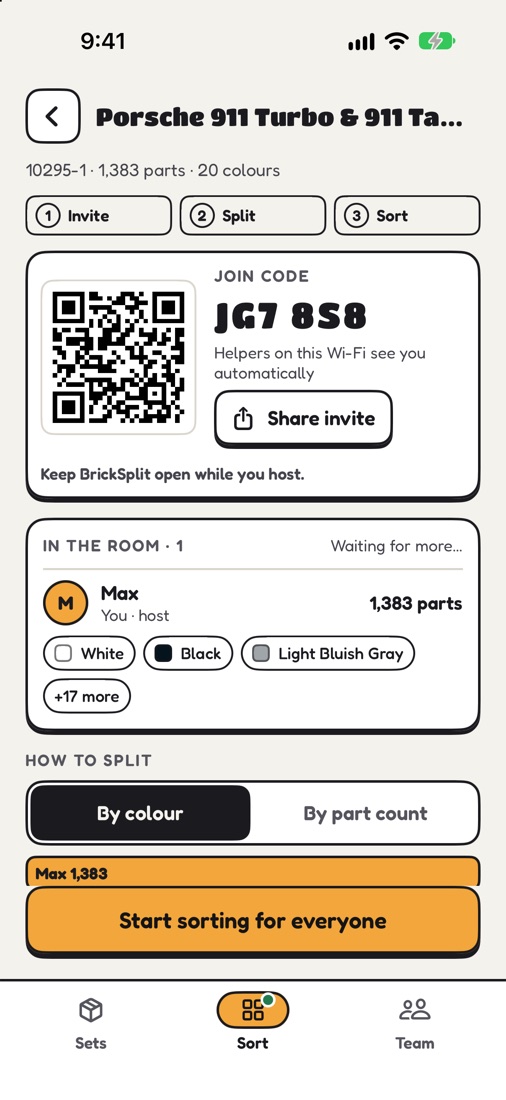 9:41
Porsche 911 Turbo & 911 Ta...
10295-1 · 1,383 parts · 20 colours
1 Invite
2 Split
3 Sort
JOIN CODE
JG7 8S8
Helpers on this Wi-Fi see you
automatically
Share invite
Keep BrickSplit open while you host.
IN THE ROOM · 1
Waiting for more...
M
Max
You · host
1,383 parts
White
Black
Light Bluish Gray
+17 more
HOW TO SPLIT
By colour
By part count
Max 1,383
Start sorting for everyone
Sets
Sort
Team